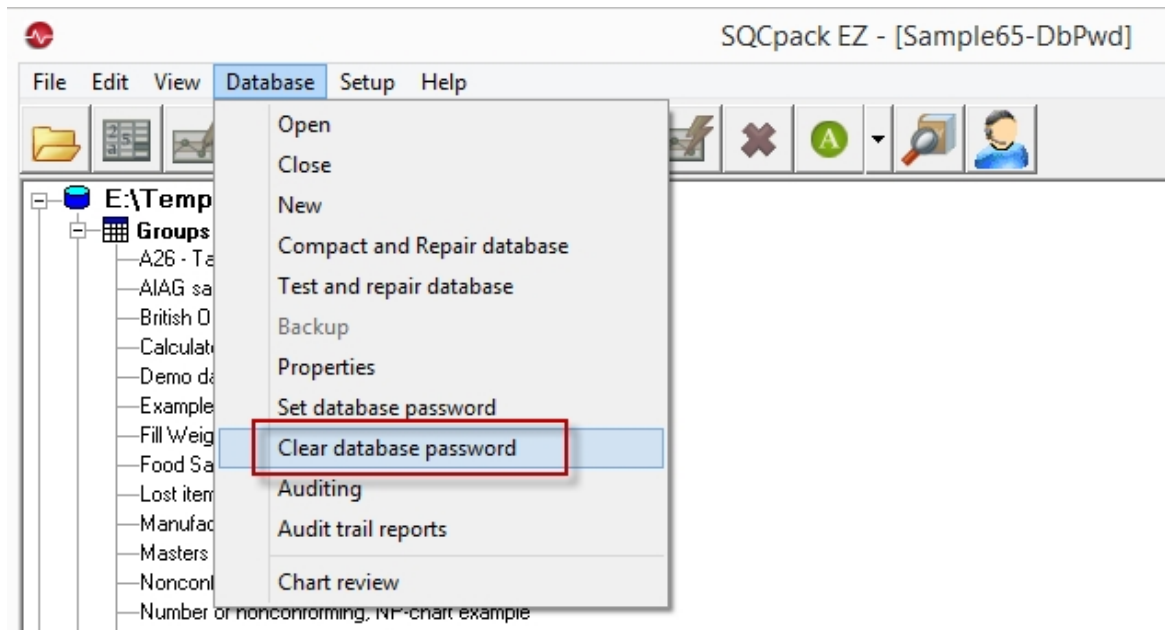 SQCpack EZ - [Sample65-DbPwd]
File Edit View Database Setup Help
Open
Close
New
Compact and Repair database
Test and repair database
Backup
Properties
Set database password
Clear database password
Auditing
Audit trail reports
Chart review
E:\Temp
Groups
A26 - Ta
AIAG sa
British O
Calculat
Demo da
Example
Fill Weig
Food Sa
Lost item
Manufac
Masters
Nonconf
Number of nonconforming, NP-chart example